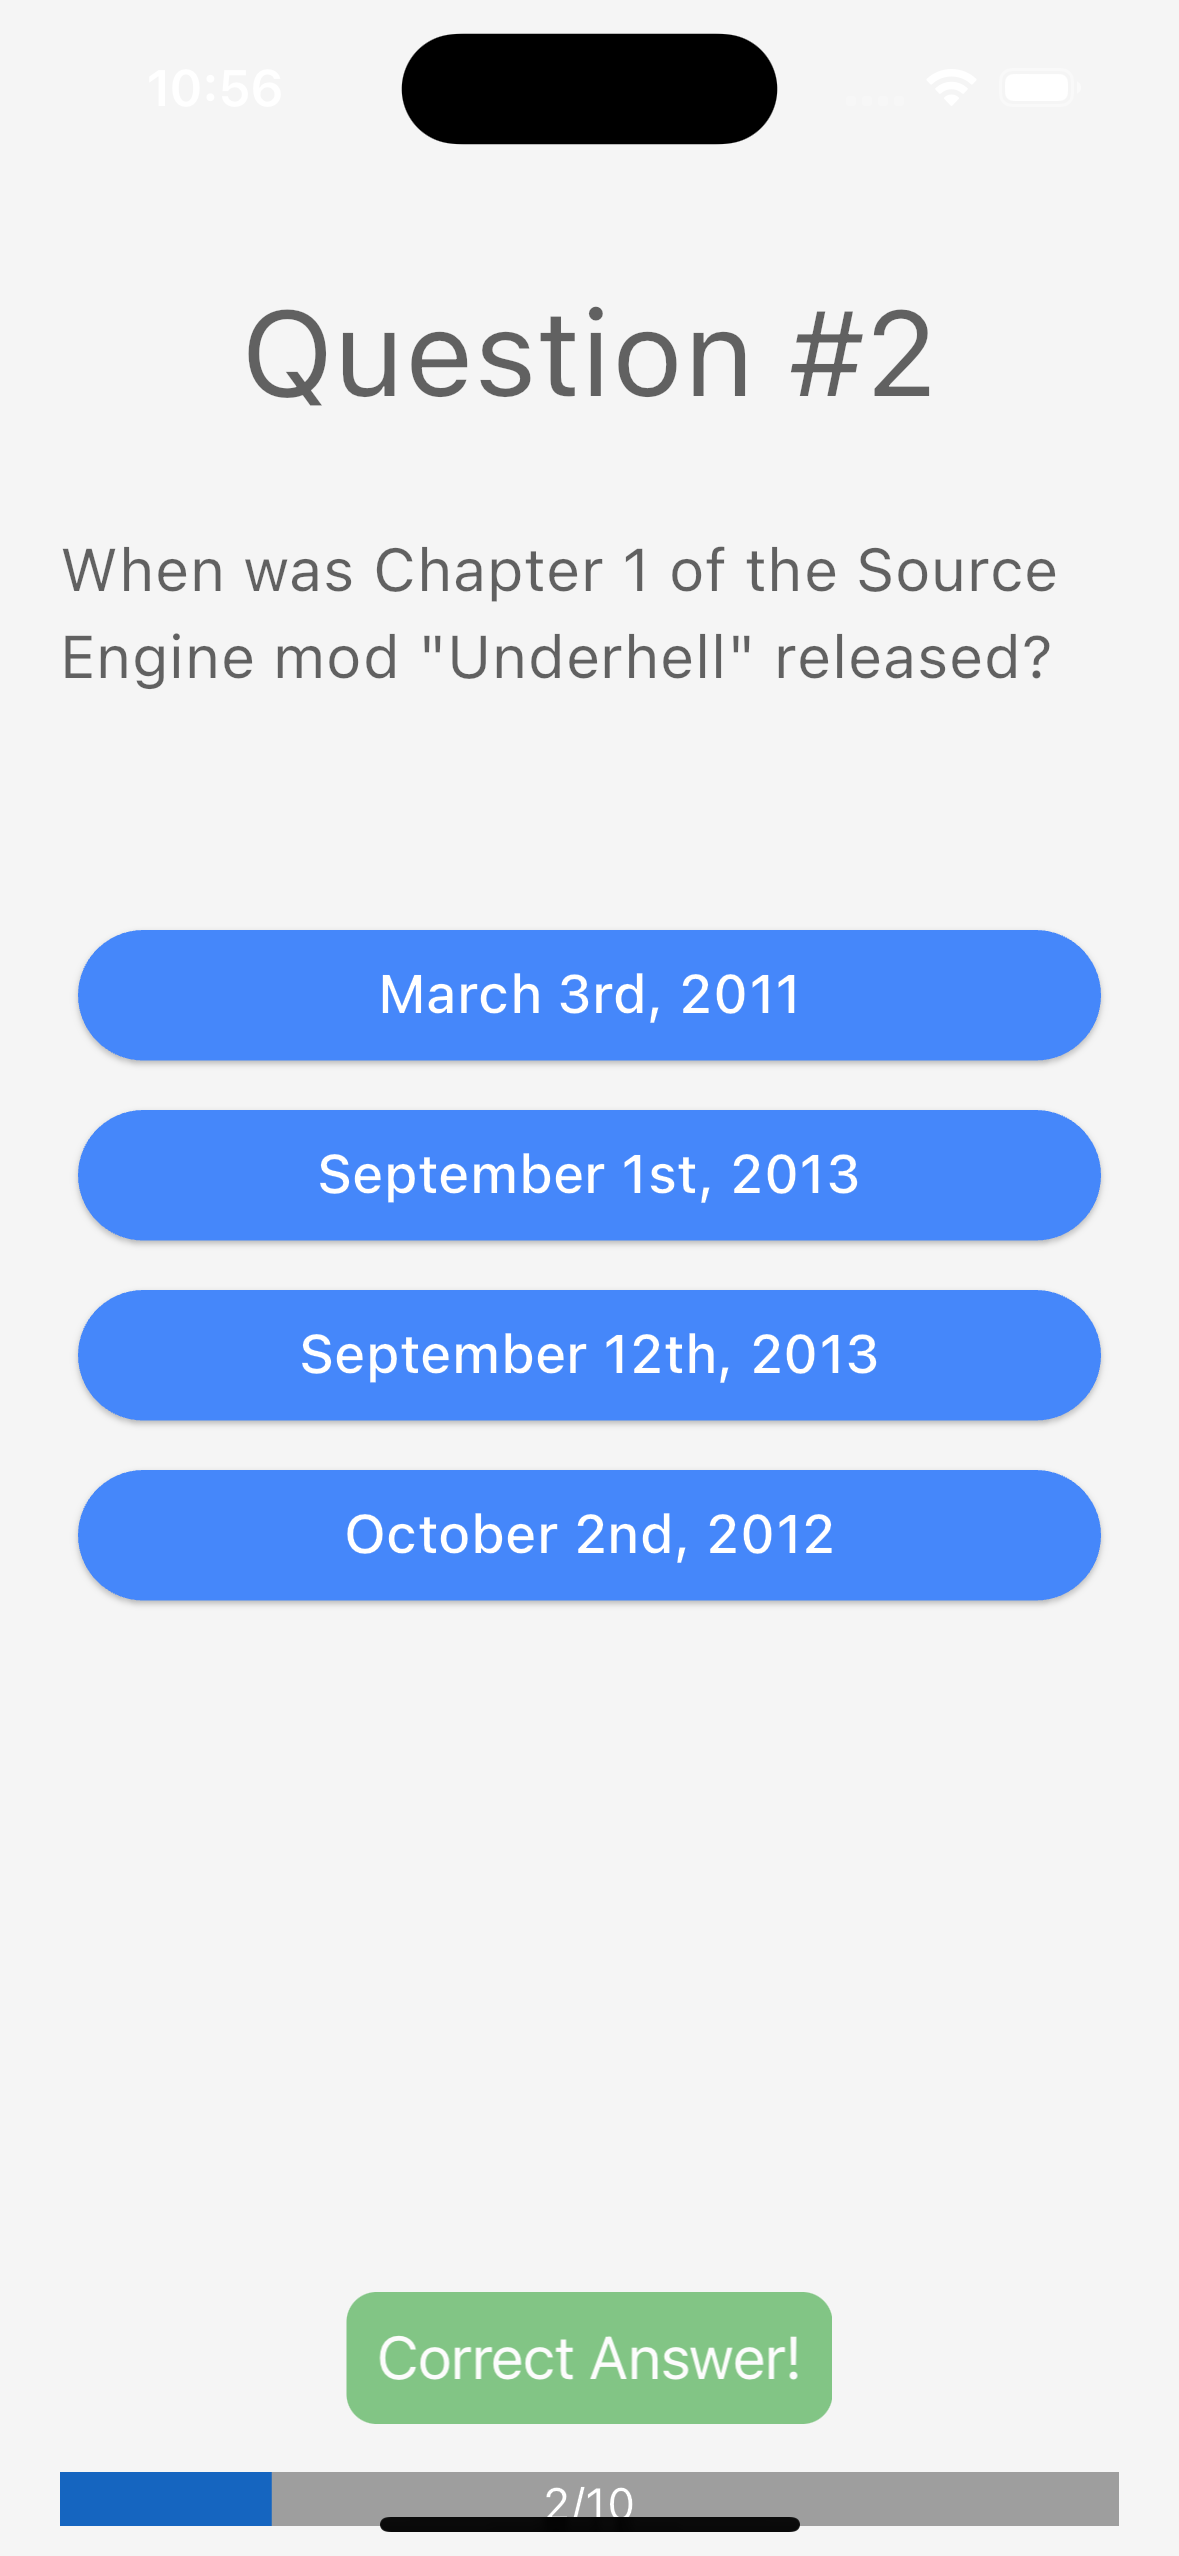 10:56
Question #2
When was Chapter 1 of the Source
Engine mod "Underhell" released?
March 3rd, 2011
September 1st, 2013
September 12th, 2013
October 2nd, 2012
Correct Answer!
2/10